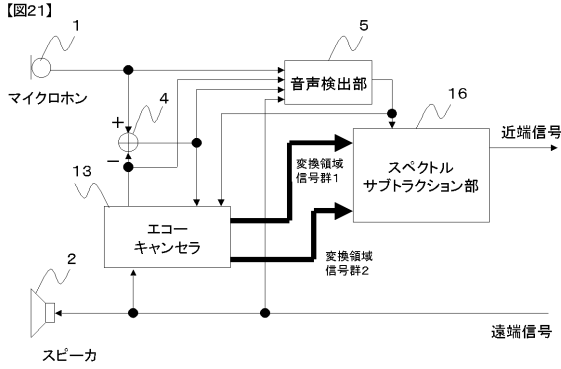 【図21】
1
5
音声検出部
マイクロホン
4
+
−
16
近端信号
変換領域
信号群1
スペクトル
サブトラクション部
13
エコー
キャンセラ
変換領域
信号群2
2
遠端信号
スピーカ